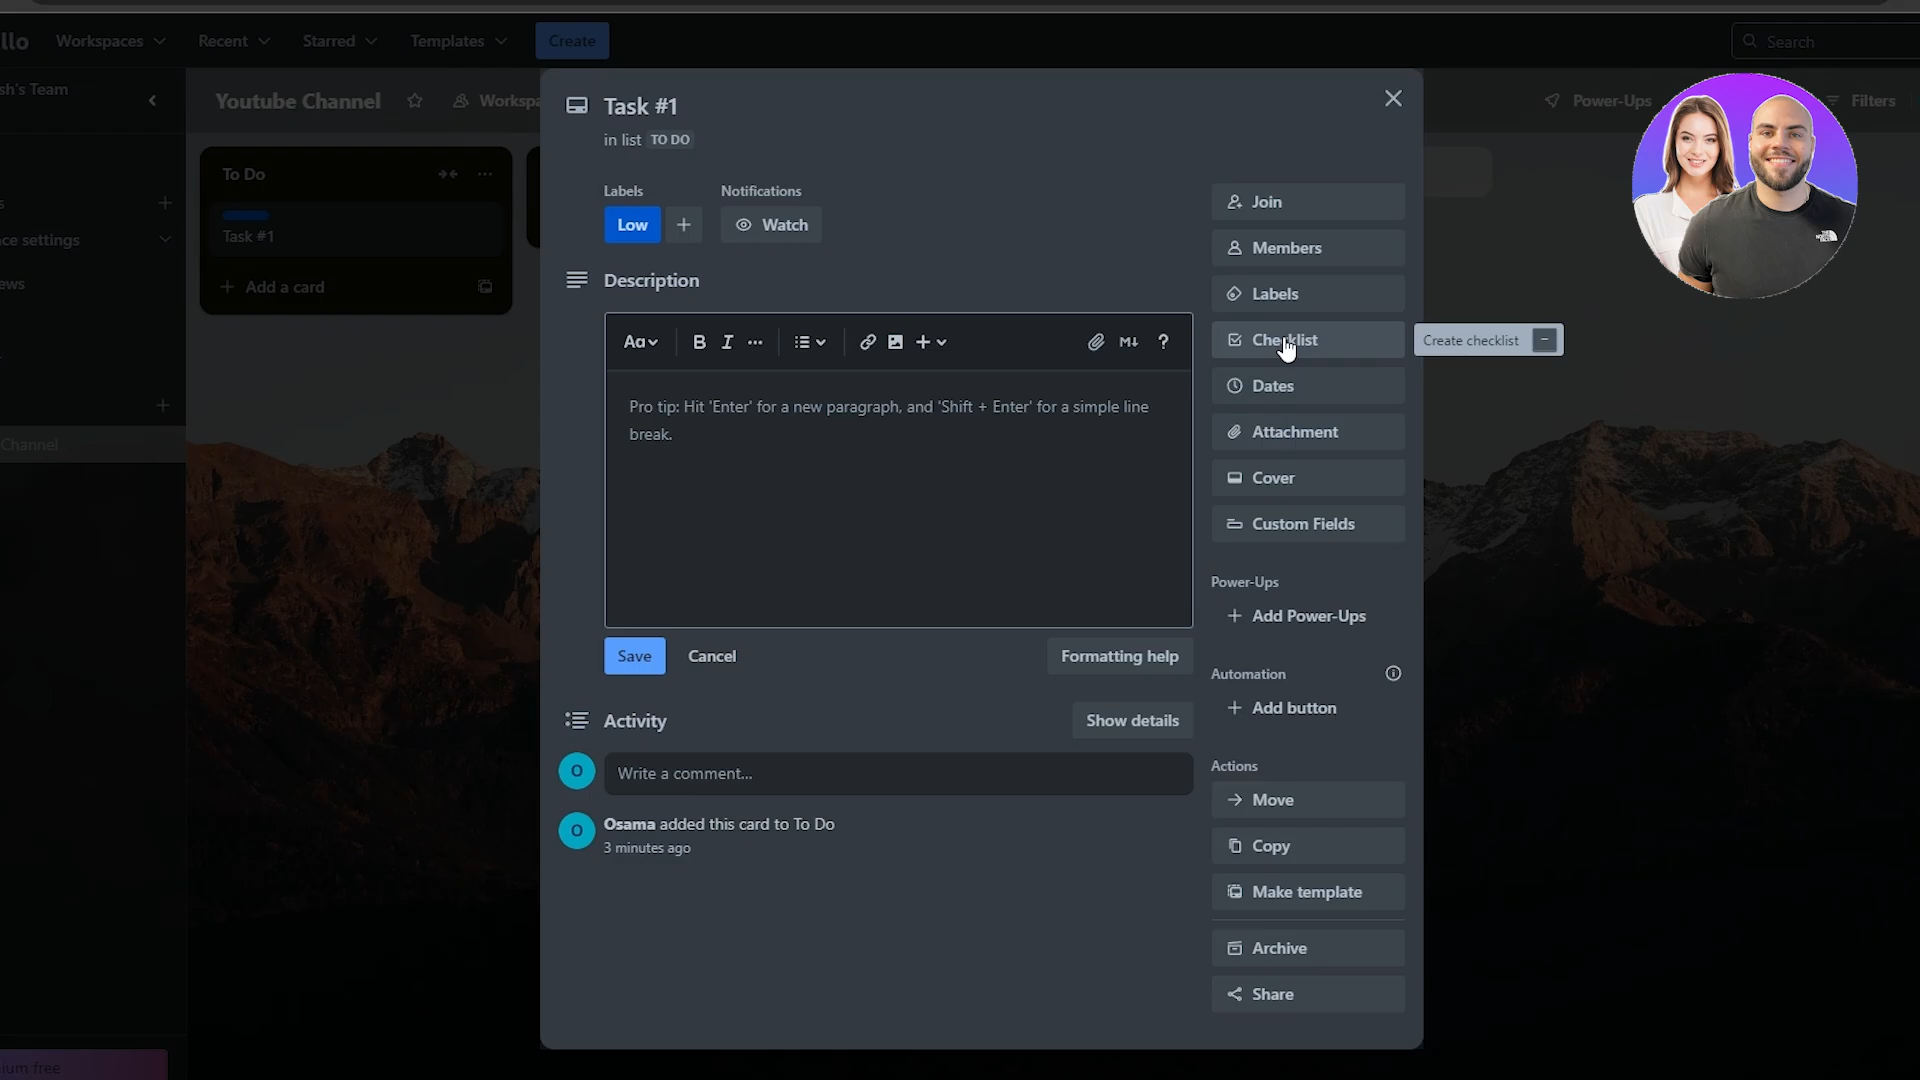 llo Workspaces Recent Starred Templates Create Search
sh's Team
Youtube Channel Workspa Power-Ups Filters
s
ce settings
ews
Channel
ium free
To Do
Task #1
+ Add a card
Task #1
in list TO DO
Labels Notifications
Low + Watch
Description
Aa B I ... M↓ ?
Pro tip: Hit 'Enter' for a new paragraph, and 'Shift + Enter' for a simple line
break.
Save Cancel Formatting help
Activity Show details
O Write a comment...
O Osama added this card to To Do
3 minutes ago
Join
Members
Labels
Checklist
Create checklist -
Dates
Attachment
Cover
Custom Fields
Power-Ups
+ Add Power-Ups
Automation
+ Add button
Actions
Move
Copy
Make template
Archive
Share